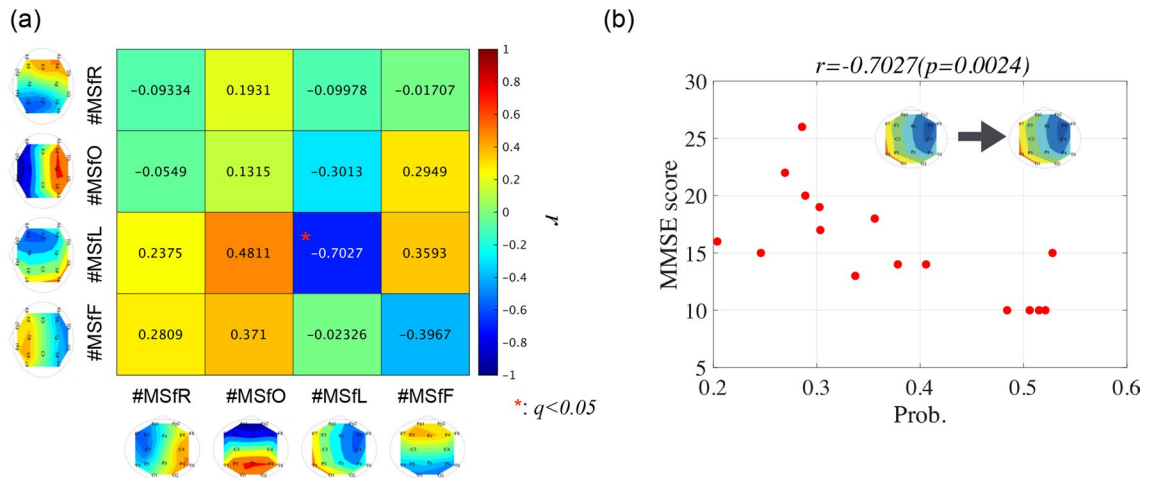 (a)
#MSfR
#MSfO
#MSfL
#MSfF
−0.09334 0.1931 −0.09978 −0.01707
−0.0549 0.1315 −0.3013 0.2949
0.2375 0.4811 * −0.7027 0.3593
0.2809 0.371 −0.02326 −0.3967
#MSfR #MSfO #MSfL #MSfF
1
0.8
0.6
0.4
0.2
0
−0.2
−0.4
−0.6
−0.8
−1
r
*: q<0.05
(b)
r=-0.7027(p=0.0024)
MMSE score
30
25
20
15
10
5
0.2 0.3 0.4 0.5 0.6
Prob.